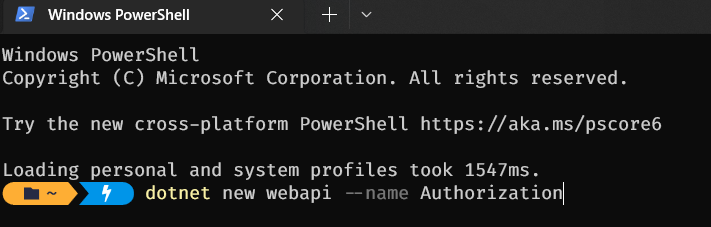 Windows PowerShell
Windows PowerShell
Copyright (C) Microsoft Corporation. All rights reserved.
Try the new cross-platform PowerShell https://aka.ms/pscore6
Loading personal and system profiles took 1547ms.
~ dotnet new webapi --name Authorization